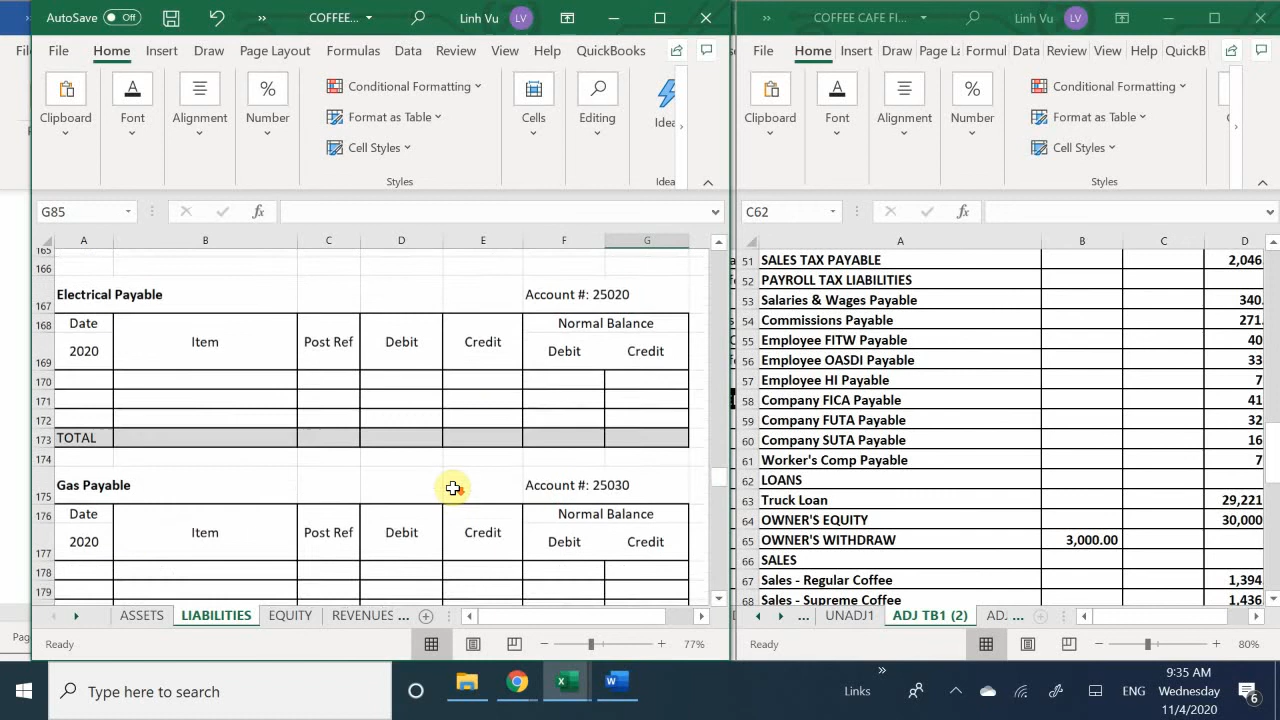 AutoSave Off COFFEE... Linh Vu LV
COFFEE CAFE FI... Linh Vu LV
File Home Insert Draw Page Layout Formulas Data Review View Help QuickBooks
File Home Insert Draw Page La Formul Data Review View Help QuickB
Clipboard Font Alignment Number Conditional Formatting Format as Table Cell Styles Styles Cells Editing Idea Idea
Clipboard Font Alignment Number Conditional Formatting Format as Table Cell Styles Styles
G85 fx
C62 fx
A B C D E F G
A B C D
165
166
167 Electrical Payable Account #: 25020
168 Date Item Post Ref Debit Credit Normal Balance
169 2020 Debit Credit
170
171
172
173 TOTAL
174
175 Gas Payable Account #: 25030
176 Date Item Post Ref Debit Credit Normal Balance
177 2020 Debit Credit
178
179
51 SALES TAX PAYABLE 2,046
52 PAYROLL TAX LIABILITIES
53 Salaries & Wages Payable 340.
54 Commissions Payable 271.
55 Employee FITW Payable 40
56 Employee OASDI Payable 33
57 Employee HI Payable 7
58 Company FICA Payable 41
59 Company FUTA Payable 32
60 Company SUTA Payable 16
61 Worker's Comp Payable 7
62 LOANS
63 Truck Loan 29,221
64 OWNER'S EQUITY 30,000
65 OWNER'S WITHDRAW 3,000.00
66 SALES
67 Sales - Regular Coffee 1,394
68 Sales - Supreme Coffee 1,436
ASSETS LIABILITIES EQUITY REVENUES ...
... UNADJ1 ADJ TB1 (2) ADJ ...
Ready 77%
Ready 80%
Type here to search
Links ENG 9:35 AM
Wednesday
11/4/2020
6